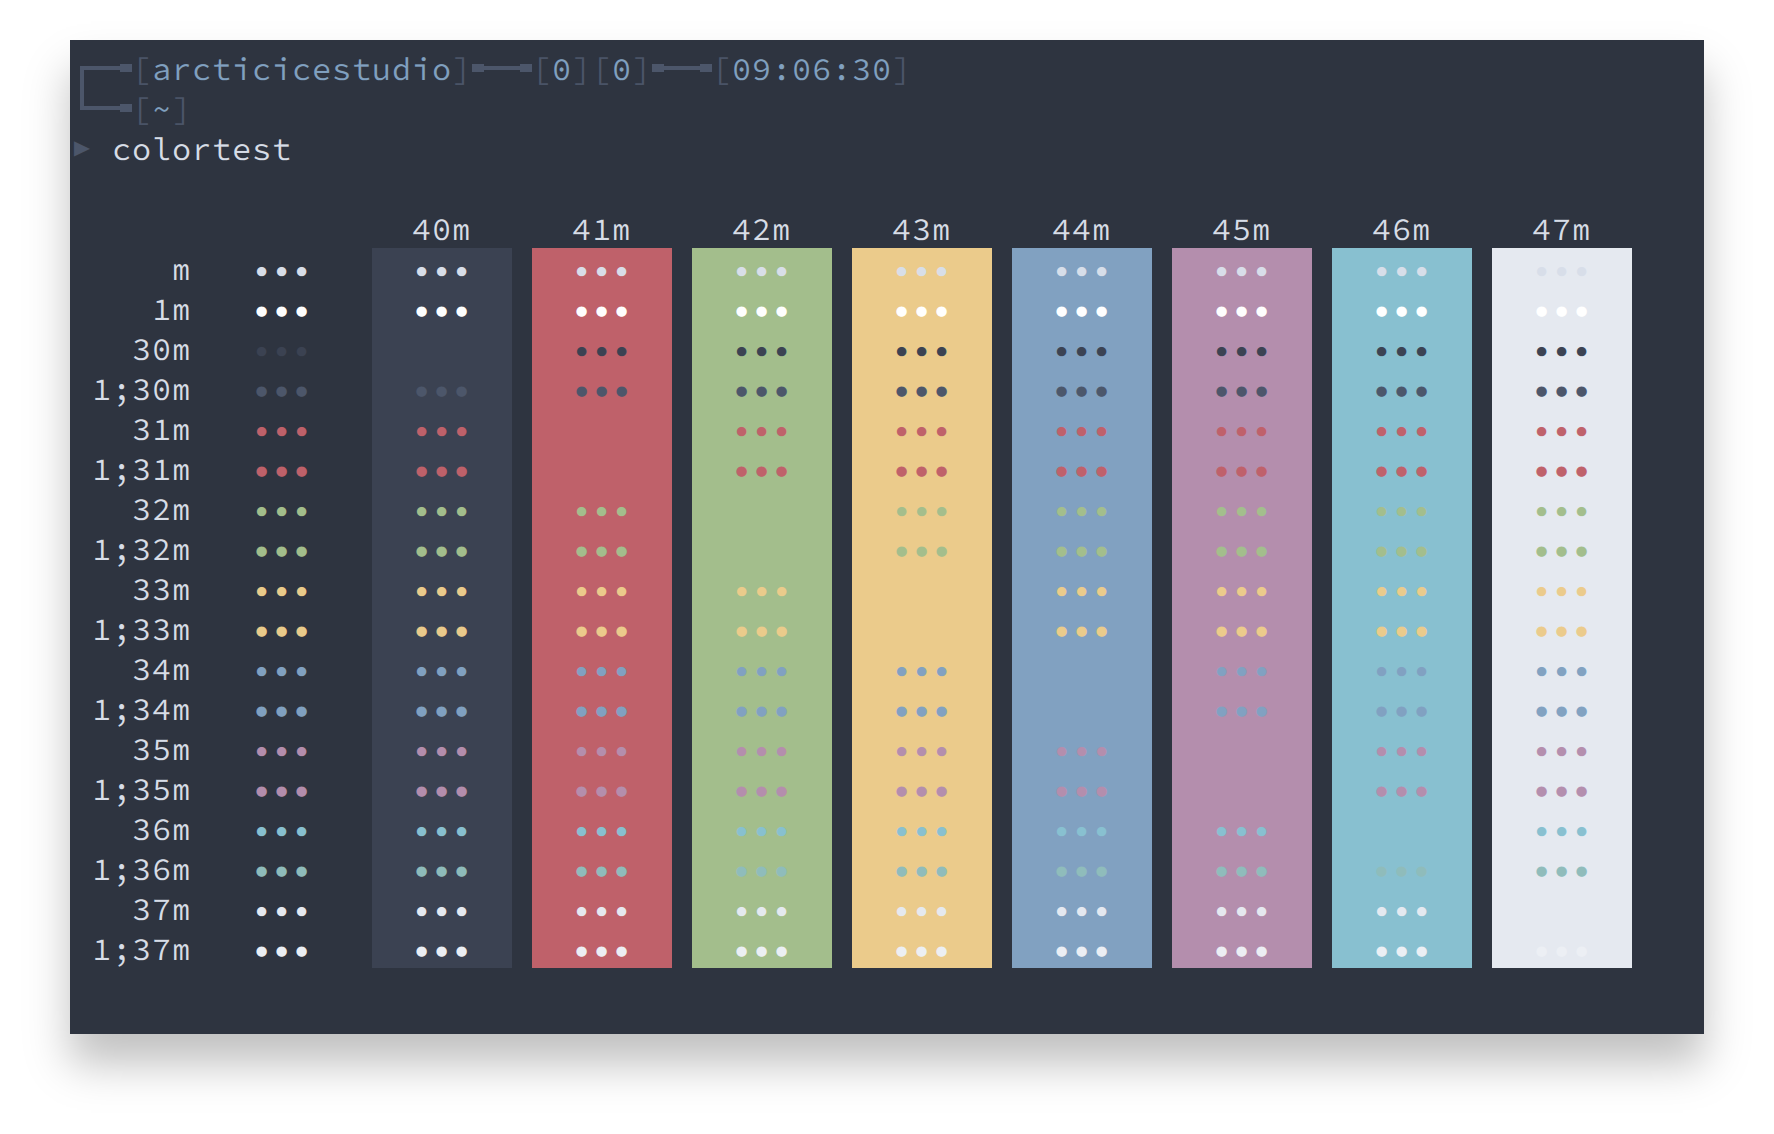 [arcticicestudio] [0][0] [09:06:30]
[~]
▶ colortest
40m 41m 42m 43m 44m 45m 46m 47m
m ••• ••• ••• ••• ••• ••• ••• ••• •••
1m ••• ••• ••• ••• ••• ••• ••• ••• •••
30m ••• ••• ••• ••• ••• ••• ••• •••
1;30m ••• ••• ••• ••• ••• ••• ••• ••• •••
31m ••• ••• ••• ••• ••• ••• ••• •••
1;31m ••• ••• ••• ••• ••• ••• ••• •••
32m ••• ••• ••• ••• ••• ••• ••• •••
1;32m ••• ••• ••• ••• ••• ••• ••• •••
33m ••• ••• ••• ••• ••• ••• ••• •••
1;33m ••• ••• ••• ••• ••• ••• ••• •••
34m ••• ••• ••• ••• ••• ••• ••• •••
1;34m ••• ••• ••• ••• ••• ••• ••• •••
35m ••• ••• ••• ••• ••• ••• ••• •••
1;35m ••• ••• ••• ••• ••• ••• ••• •••
36m ••• ••• ••• ••• ••• ••• ••• •••
1;36m ••• ••• ••• ••• ••• ••• ••• ••• •••
37m ••• ••• ••• ••• ••• ••• ••• •••
1;37m ••• ••• ••• ••• ••• ••• ••• ••• •••